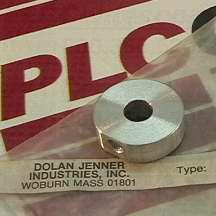 PLC
DOLAN JENNER
INDUSTRIES, INC. Type:
WOBURN MASS 01801